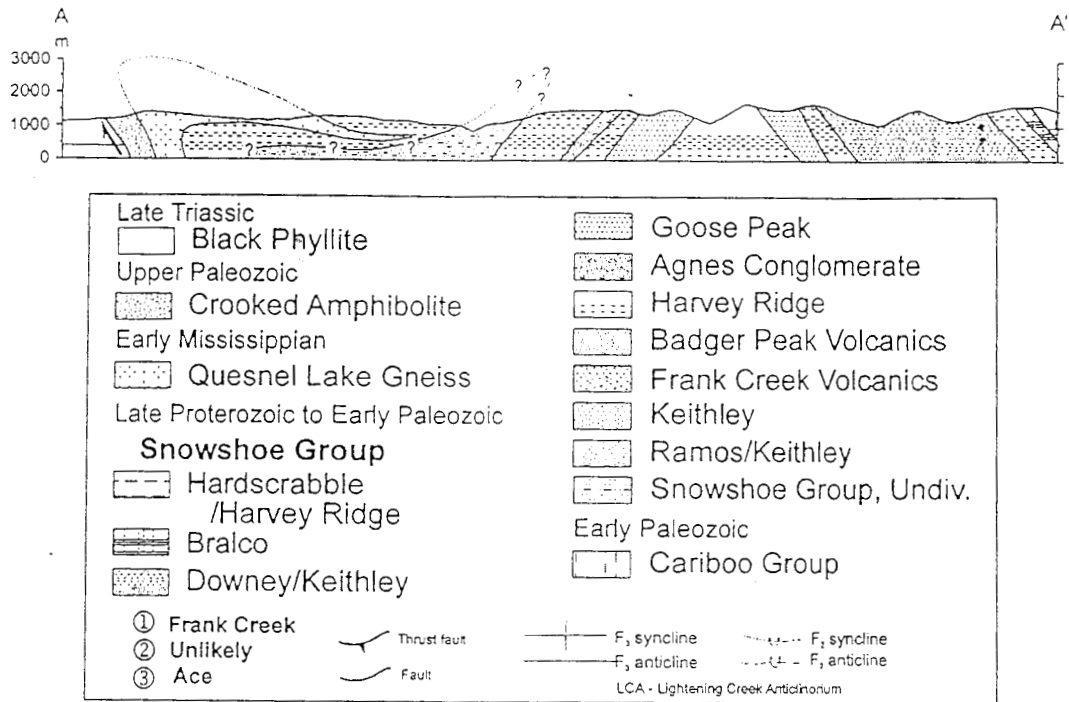 A
A'
m
3000
2000
1000
0
? ? ?
? ? ?
Late Triassic
Black Phyllite
Upper Paleozoic
Crooked Amphibolite
Early Mississippian
Quesnel Lake Gneiss
Late Proterozoic to Early Paleozoic
Snowshoe Group
Hardscrabble
/Harvey Ridge
Bralco
Downey/Keithley
Goose Peak
Agnes Conglomerate
Harvey Ridge
Badger Peak Volcanics
Frank Creek Volcanics
Keithley
Ramos/Keithley
Snowshoe Group, Undiv.
Early Paleozoic
Cariboo Group
① Frank Creek
② Unlikely
③ Ace
Thrust fault
Fault
F₃ syncline
F₃ anticline
F₂ syncline
F₂ anticline
LCA - Lightening Creek Anticlinorium